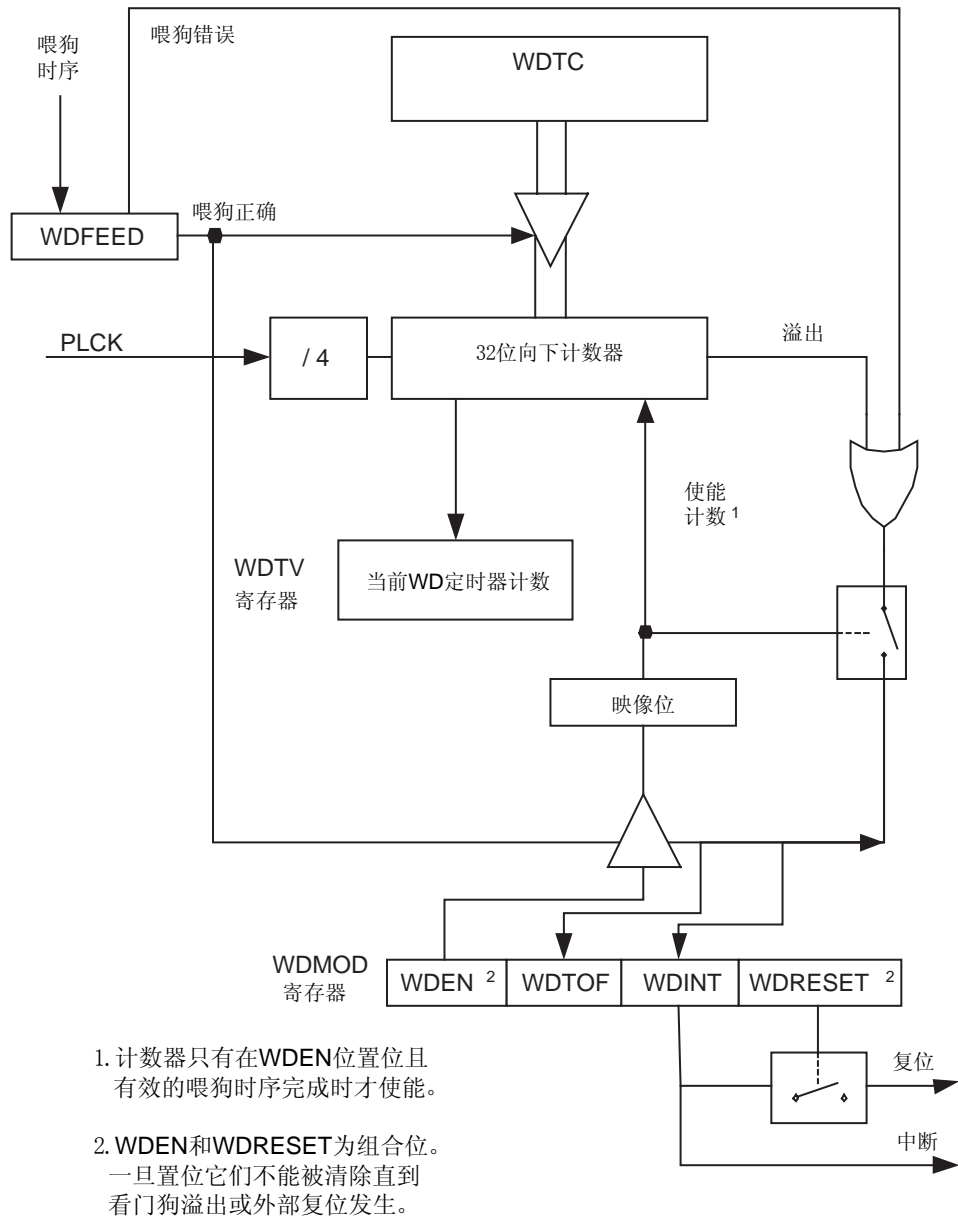 喂狗
时序
喂狗错误
WDTC
WDFEED
喂狗正确
PLCK
/ 4
32位向下计数器
溢出
使能
计数 1
WDTV
寄存器
当前WD定时器计数
映像位
WDMOD
寄存器
WDEN 2
WDTOF
WDINT
WDRESET 2
复位
中断
1. 计数器只有在WDEN位置位且
有效的喂狗时序完成时才使能。
2. WDEN和WDRESET为组合位。
一旦置位它们不能被清除直到
看门狗溢出或外部复位发生。